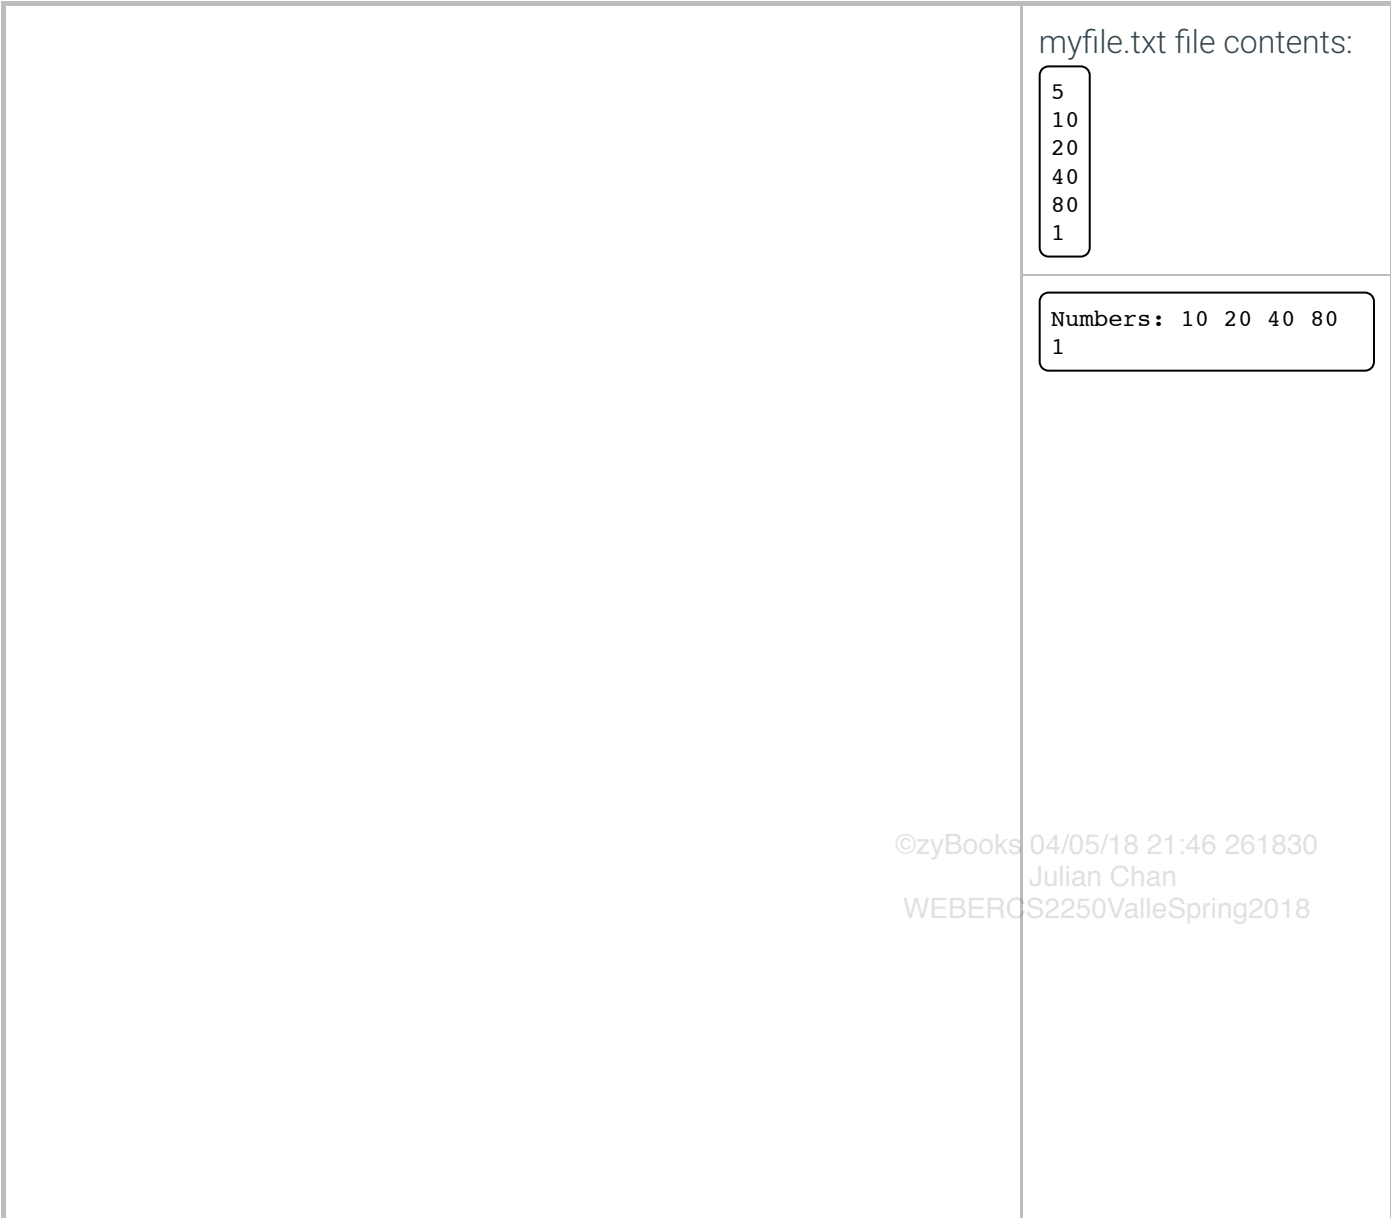 myfile.txt file contents:
5
10
20
40
80
1
Numbers: 10 20 40 80
1
©zyBooks 04/05/18 21:46 261830
Julian Chan
WEBERCS2250ValleSpring2018